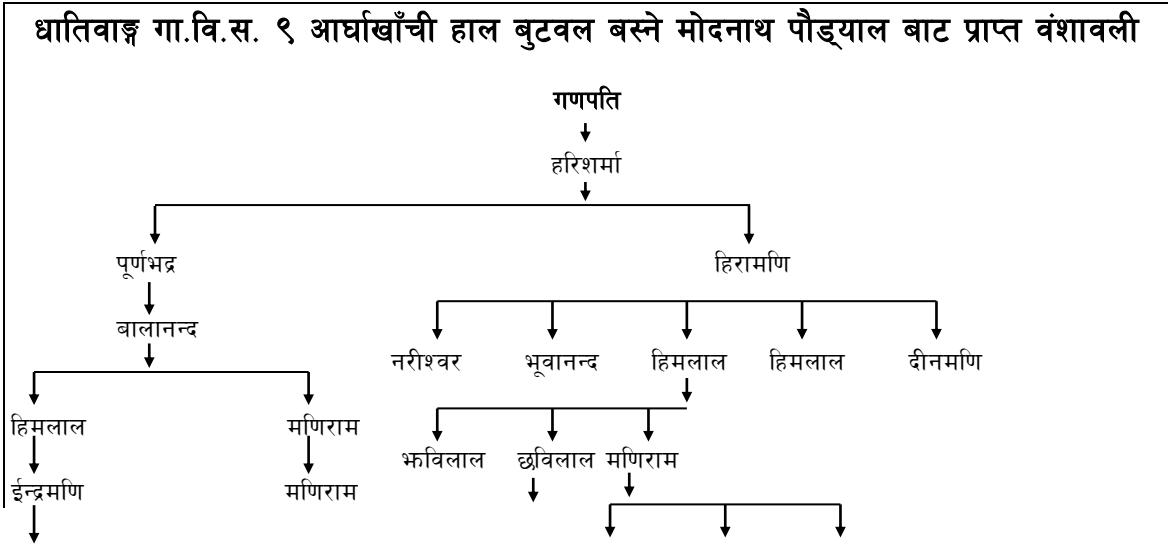 धातिवाङ्ग गा.वि.स. ९ आर्घाखाँची हाल बुटवल बस्ने मोदनाथ पौड्याल बाट प्राप्त वंशावली
गणपति
हरिशर्मा
पूर्णभद्र हिरामणि
बालानन्द
नरीश्वर भूवानन्द हिमलाल हिमलाल दीनमणि
हिमलाल मणिराम
झविलाल छविलाल मणिराम
ईन्द्रमणि मणिराम